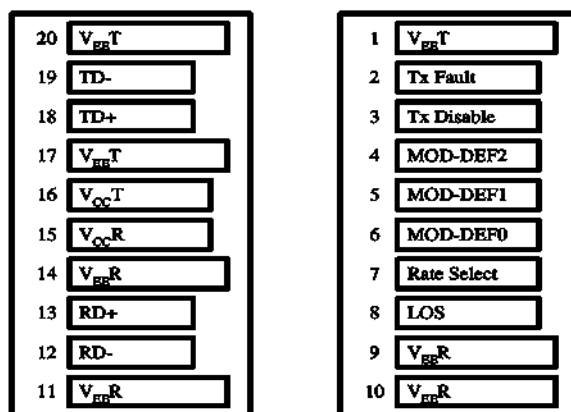 20 VEET
19 TD-
18 TD+
17 VEET
16 VCCT
15 VCCR
14 VEER
13 RD+
12 RD-
11 VEER
1 VEET
2 Tx Fault
3 Tx Disable
4 MOD-DEF2
5 MOD-DEF1
6 MOD-DEF0
7 Rate Select
8 LOS
9 VEER
10 VEER